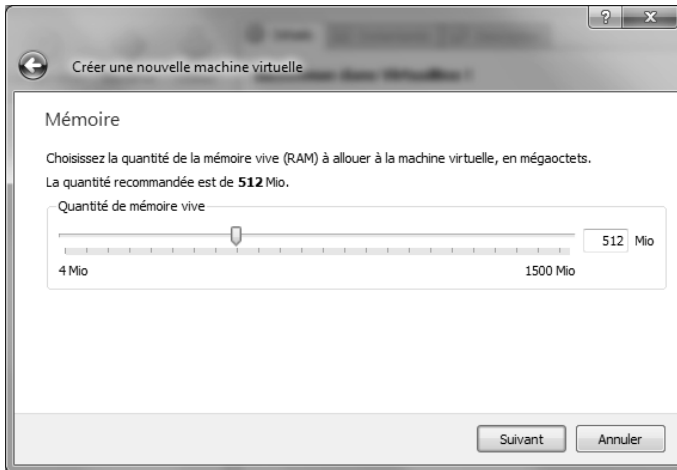 Créer une nouvelle machine virtuelle
Mémoire
Choisissez la quantité de la mémoire vive (RAM) à allouer à la machine virtuelle, en mégaoctets.
La quantité recommandée est de 512 Mio.
Quantité de mémoire vive
512 Mio
4 Mio 1500 Mio
Suivant Annuler